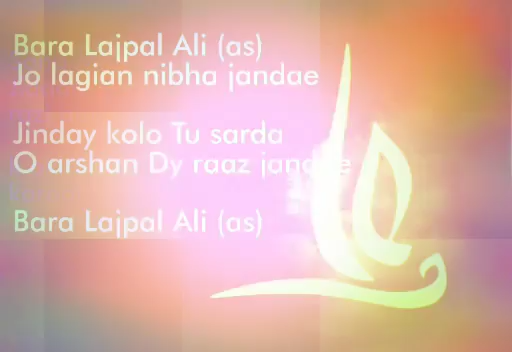 Bara Lajpal Ali (as)
Jo lagian nibha jandae
Jinday kolo Tu sarda
O arshan Dy raaz jandae
Bara Lajpal Ali (as)
علی